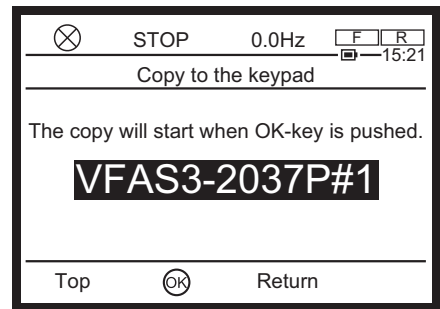 STOP 0.0Hz F R
15:21
Copy to the keypad
The copy will start when OK-key is pushed.
VFAS3-2037P#1
Top OK Return